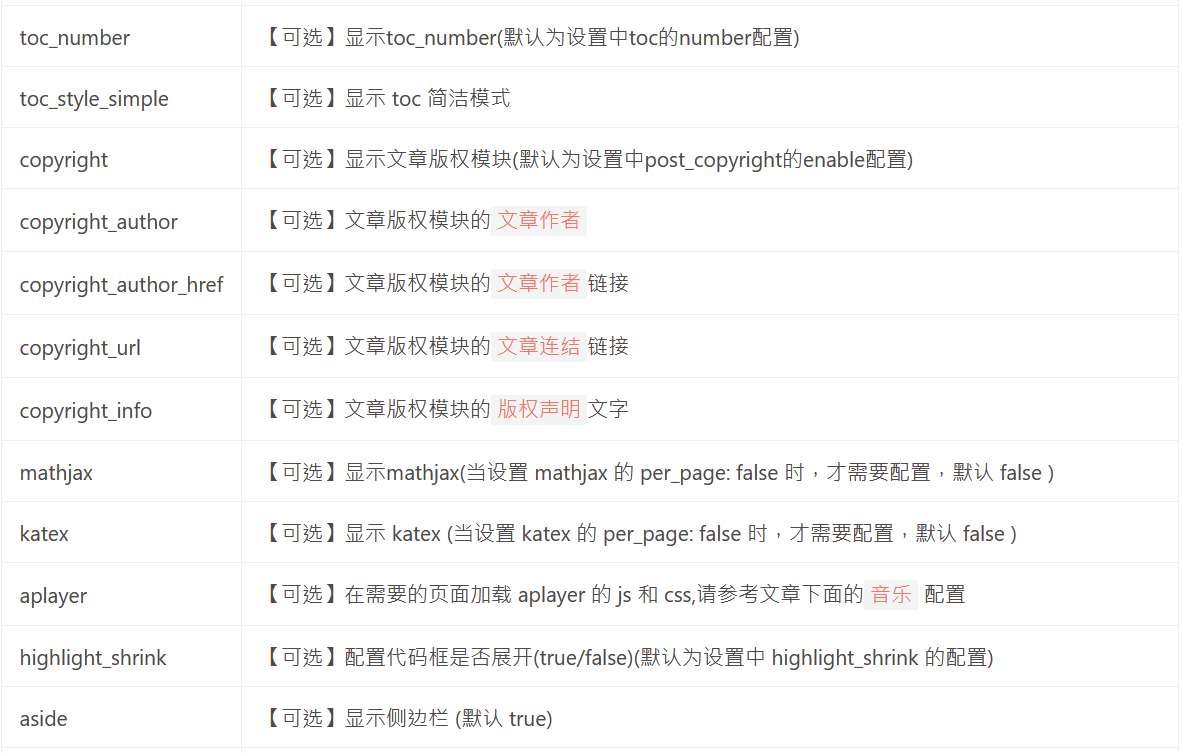 toc_number 【可选】显示toc_number(默认为设置中toc的number配置)
toc_style_simple 【可选】显示 toc 简洁模式
copyright 【可选】显示文章版权模块(默认为设置中post_copyright的enable配置)
copyright_author 【可选】文章版权模块的 文章作者
copyright_author_href 【可选】文章版权模块的 文章作者 链接
copyright_url 【可选】文章版权模块的 文章连结 链接
copyright_info 【可选】文章版权模块的 版权声明 文字
mathjax 【可选】显示mathjax(当设置 mathjax 的 per_page: false 时，才需要配置，默认 false )
katex 【可选】显示 katex (当设置 katex 的 per_page: false 时，才需要配置，默认 false )
aplayer 【可选】在需要的页面加载 aplayer 的 js 和 css,请参考文章下面的 音乐 配置
highlight_shrink 【可选】配置代码框是否展开(true/false)(默认为设置中 highlight_shrink 的配置)
aside 【可选】显示侧边栏 (默认 true)